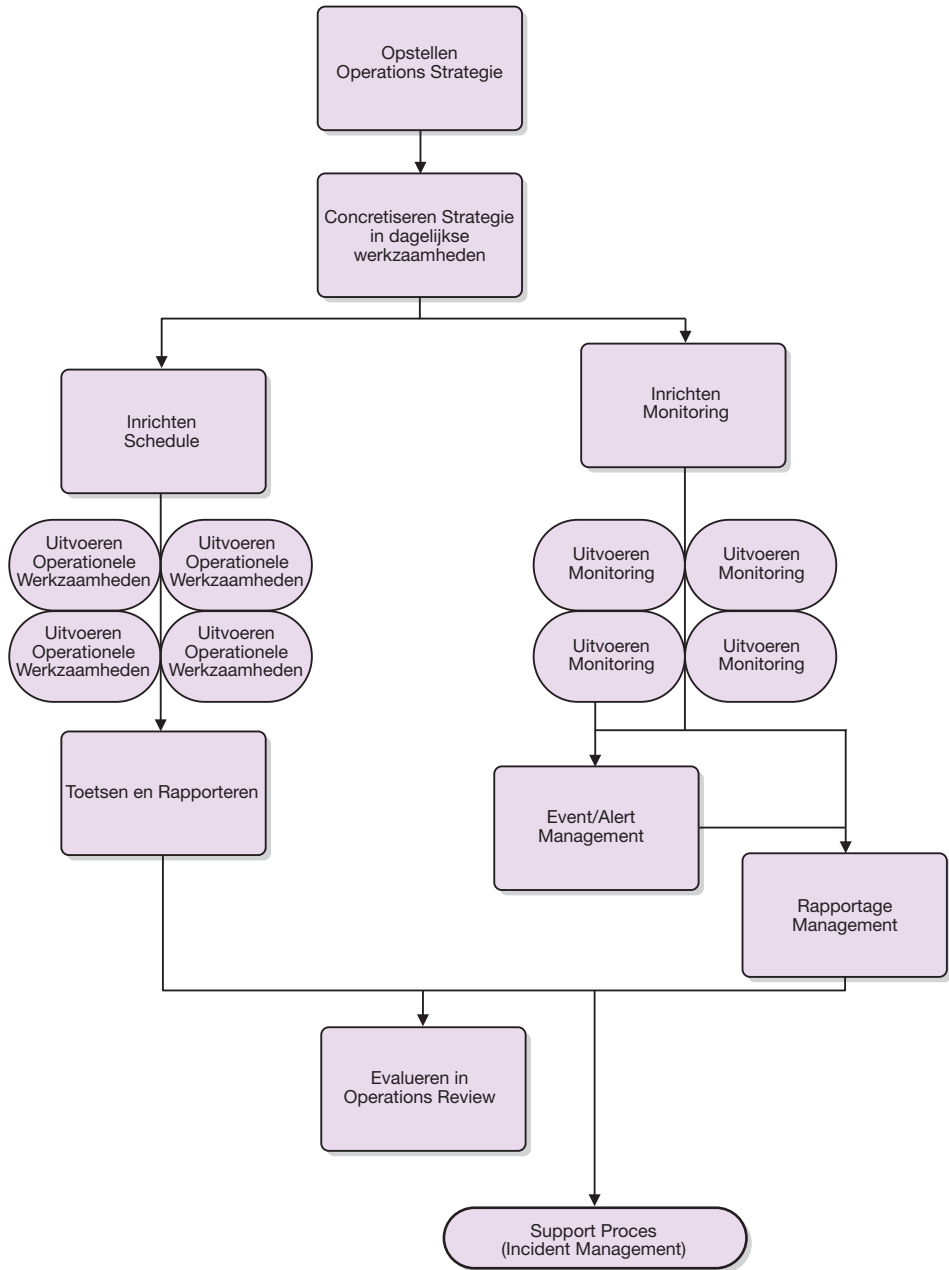 Opstellen
Operations Strategie
Concretiseren Strategie
in dagelijkse
werkzaamheden
Inrichten
Schedule
Inrichten
Monitoring
Uitvoeren
Operationele
Werkzaamheden
Uitvoeren
Operationele
Werkzaamheden
Uitvoeren
Operationele
Werkzaamheden
Uitvoeren
Operationele
Werkzaamheden
Uitvoeren
Monitoring
Uitvoeren
Monitoring
Uitvoeren
Monitoring
Uitvoeren
Monitoring
Toetsen en Rapporteren
Event/Alert
Management
Rapportage
Management
Evalueren in
Operations Review
Support Proces
(Incident Management)